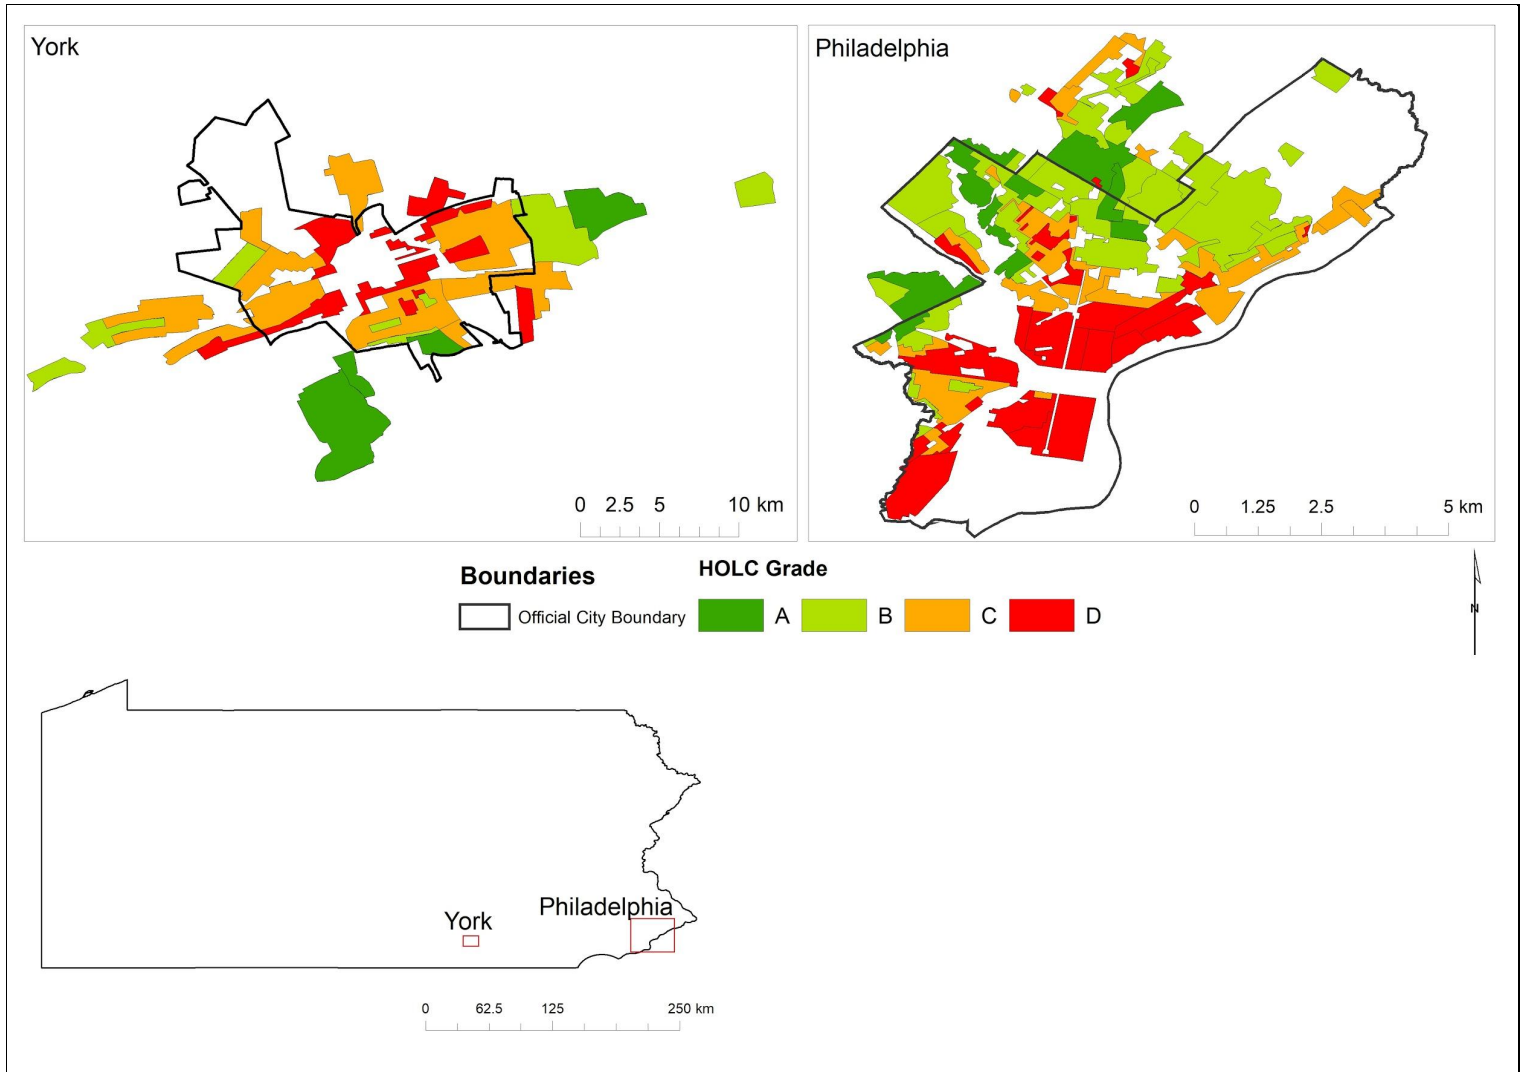 York
Philadelphia
0 2.5 5 10 km
0 1.25 2.5 5 km
Boundaries
HOLC Grade
Official City Boundary
A B C D
N
York
Philadelphia
0 62.5 125 250 km